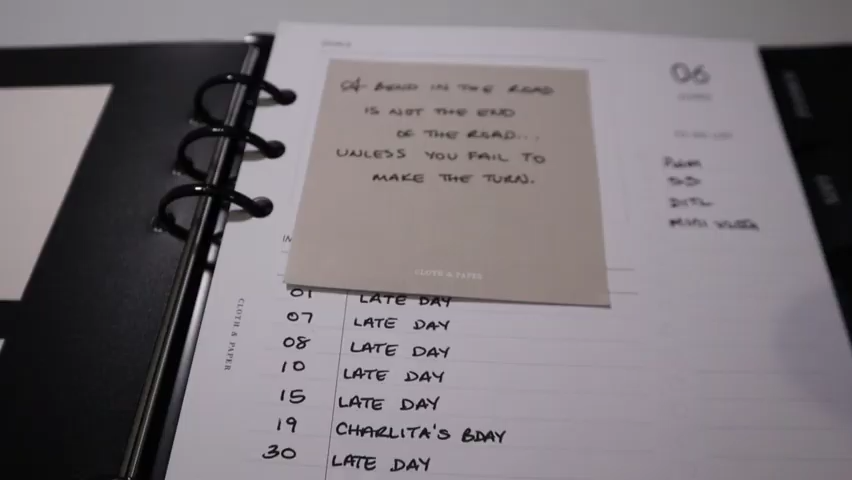 A BEND IN THE ROAD
IS NOT THE END
OF THE ROAD...
UNLESS YOU FAIL TO
MAKE THE TURN.
CLOTH & PAPER
06
01 LATE DAY
07 LATE DAY
08 LATE DAY
10 LATE DAY
15 LATE DAY
19 CHARLITA'S BDAY
30 LATE DAY
CLOTH & PAPER